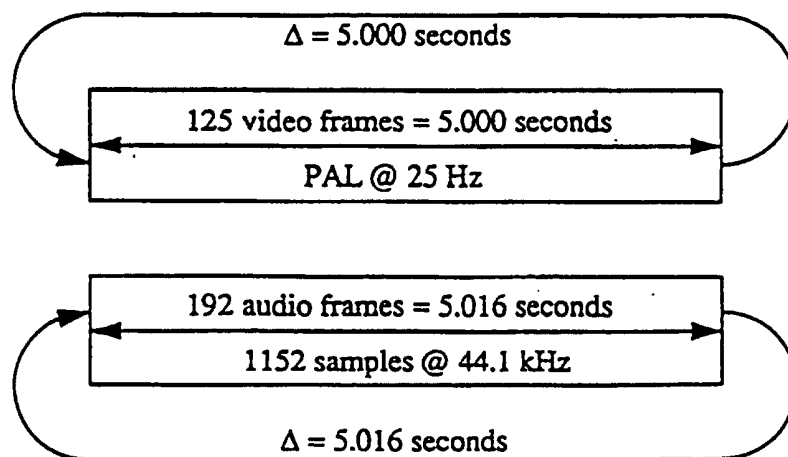 Δ = 5.000 seconds
125 video frames = 5.000 seconds
PAL @ 25 Hz
192 audio frames = 5.016 seconds
1152 samples @ 44.1 kHz
Δ = 5.016 seconds